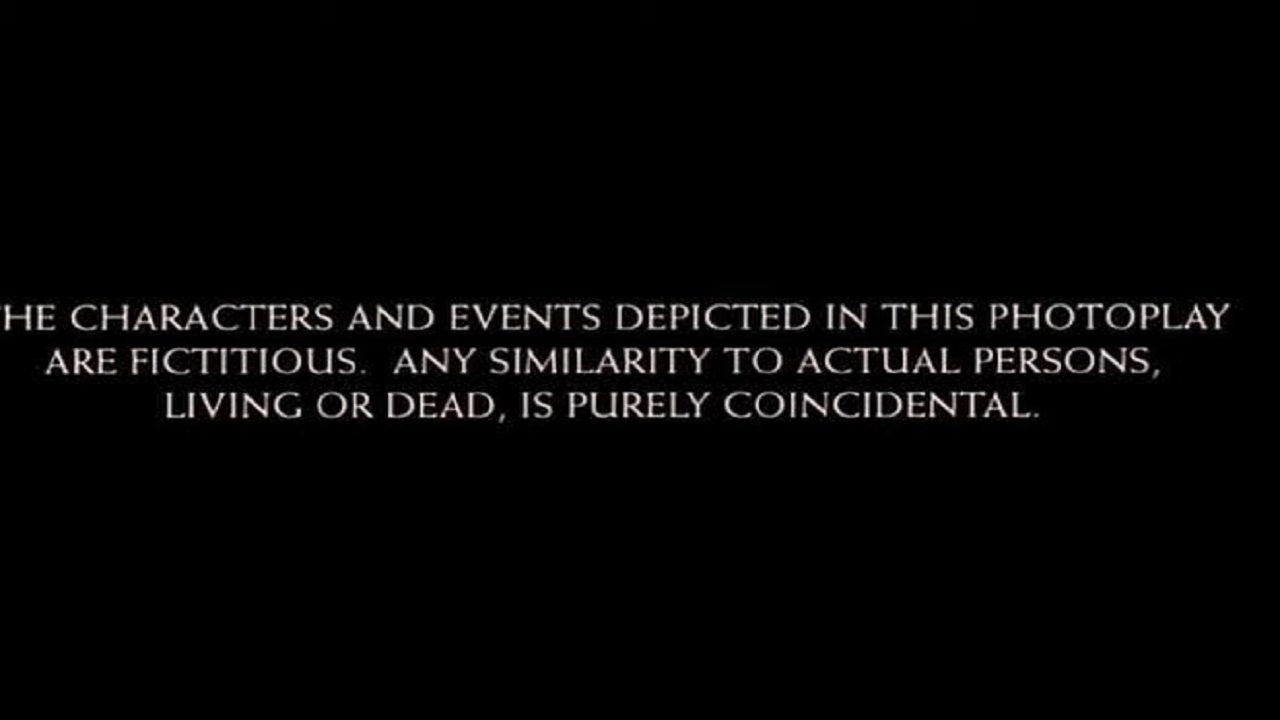 THE CHARACTERS AND EVENTS DEPICTED IN THIS PHOTOPLAY
ARE FICTITIOUS. ANY SIMILARITY TO ACTUAL PERSONS,
LIVING OR DEAD, IS PURELY COINCIDENTAL.